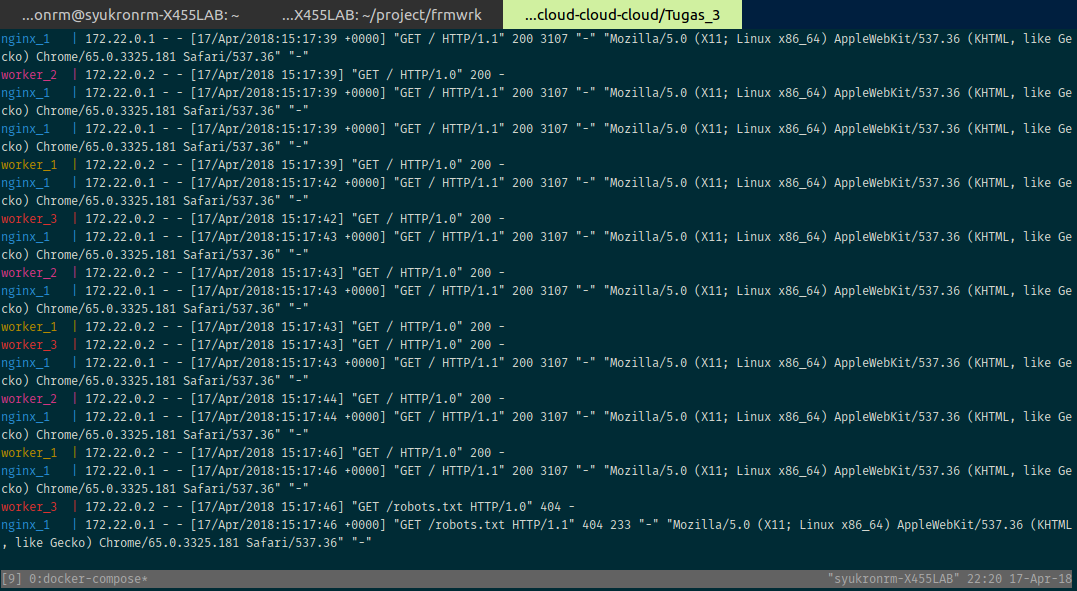 ...onrm@syukronrm-X455LAB: ~ ...X455LAB: ~/project/frmwrk ...cloud-cloud-cloud/Tugas_3
nginx_1 | 172.22.0.1 - - [17/Apr/2018:15:17:39 +0000] "GET / HTTP/1.1" 200 3107 "-" "Mozilla/5.0 (X11; Linux x86_64) AppleWebKit/537.36 (KHTML, like Ge
cko) Chrome/65.0.3325.181 Safari/537.36" "-"
worker_2 | 172.22.0.2 - - [17/Apr/2018 15:17:39] "GET / HTTP/1.0" 200 -
nginx_1 | 172.22.0.1 - - [17/Apr/2018:15:17:39 +0000] "GET / HTTP/1.1" 200 3107 "-" "Mozilla/5.0 (X11; Linux x86_64) AppleWebKit/537.36 (KHTML, like Ge
cko) Chrome/65.0.3325.181 Safari/537.36" "-"
nginx_1 | 172.22.0.1 - - [17/Apr/2018:15:17:39 +0000] "GET / HTTP/1.1" 200 3107 "-" "Mozilla/5.0 (X11; Linux x86_64) AppleWebKit/537.36 (KHTML, like Ge
cko) Chrome/65.0.3325.181 Safari/537.36" "-"
worker_1 | 172.22.0.2 - - [17/Apr/2018 15:17:39] "GET / HTTP/1.0" 200 -
nginx_1 | 172.22.0.1 - - [17/Apr/2018:15:17:42 +0000] "GET / HTTP/1.1" 200 3107 "-" "Mozilla/5.0 (X11; Linux x86_64) AppleWebKit/537.36 (KHTML, like Ge
cko) Chrome/65.0.3325.181 Safari/537.36" "-"
worker_3 | 172.22.0.2 - - [17/Apr/2018 15:17:42] "GET / HTTP/1.0" 200 -
nginx_1 | 172.22.0.1 - - [17/Apr/2018:15:17:43 +0000] "GET / HTTP/1.1" 200 3107 "-" "Mozilla/5.0 (X11; Linux x86_64) AppleWebKit/537.36 (KHTML, like Ge
cko) Chrome/65.0.3325.181 Safari/537.36" "-"
worker_2 | 172.22.0.2 - - [17/Apr/2018 15:17:43] "GET / HTTP/1.0" 200 -
nginx_1 | 172.22.0.1 - - [17/Apr/2018:15:17:43 +0000] "GET / HTTP/1.1" 200 3107 "-" "Mozilla/5.0 (X11; Linux x86_64) AppleWebKit/537.36 (KHTML, like Ge
cko) Chrome/65.0.3325.181 Safari/537.36" "-"
worker_1 | 172.22.0.2 - - [17/Apr/2018 15:17:43] "GET / HTTP/1.0" 200 -
worker_3 | 172.22.0.2 - - [17/Apr/2018 15:17:43] "GET / HTTP/1.0" 200 -
nginx_1 | 172.22.0.1 - - [17/Apr/2018:15:17:43 +0000] "GET / HTTP/1.1" 200 3107 "-" "Mozilla/5.0 (X11; Linux x86_64) AppleWebKit/537.36 (KHTML, like Ge
cko) Chrome/65.0.3325.181 Safari/537.36" "-"
worker_2 | 172.22.0.2 - - [17/Apr/2018 15:17:44] "GET / HTTP/1.0" 200 -
nginx_1 | 172.22.0.1 - - [17/Apr/2018:15:17:44 +0000] "GET / HTTP/1.1" 200 3107 "-" "Mozilla/5.0 (X11; Linux x86_64) AppleWebKit/537.36 (KHTML, like Ge
cko) Chrome/65.0.3325.181 Safari/537.36" "-"
worker_1 | 172.22.0.2 - - [17/Apr/2018 15:17:46] "GET / HTTP/1.0" 200 -
nginx_1 | 172.22.0.1 - - [17/Apr/2018:15:17:46 +0000] "GET / HTTP/1.1" 200 3107 "-" "Mozilla/5.0 (X11; Linux x86_64) AppleWebKit/537.36 (KHTML, like Ge
cko) Chrome/65.0.3325.181 Safari/537.36" "-"
worker_3 | 172.22.0.2 - - [17/Apr/2018 15:17:46] "GET /robots.txt HTTP/1.0" 404 -
nginx_1 | 172.22.0.1 - - [17/Apr/2018:15:17:46 +0000] "GET /robots.txt HTTP/1.1" 404 233 "-" "Mozilla/5.0 (X11; Linux x86_64) AppleWebKit/537.36 (KHTML
, like Gecko) Chrome/65.0.3325.181 Safari/537.36" "-"
[9] 0:docker-compose* "syukronrm-X455LAB" 22:20 17-Apr-18